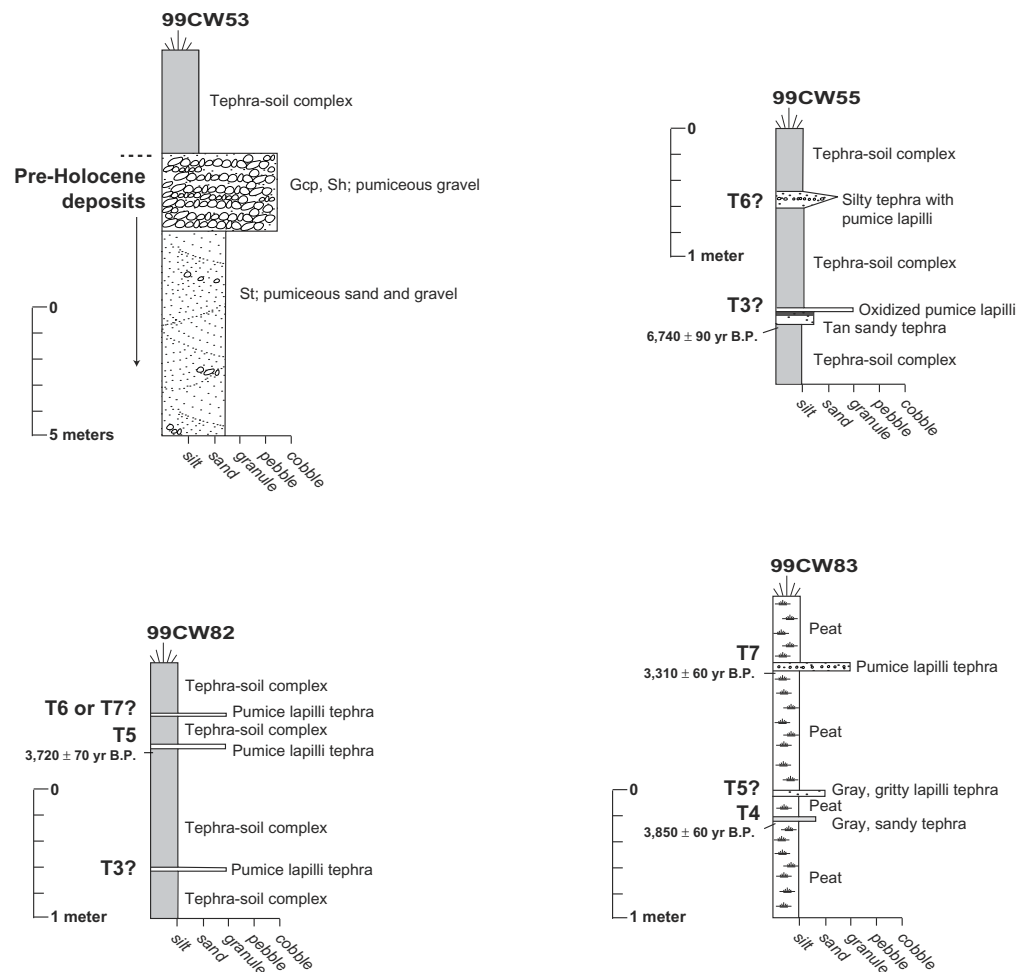 99CW53
Tephra-soil complex
Pre-Holocene
deposits
Gcp, Sh; pumiceous gravel
St; pumiceous sand and gravel
0
5 meters
silt
sand
granule
pebble
cobble
99CW55
0
Tephra-soil complex
T6?
Silty tephra with
pumice lapilli
1 meter
Tephra-soil complex
T3?
Oxidized pumice lapilli
Tan sandy tephra
6,740 ± 90 yr B.P.
Tephra-soil complex
silt
sand
granule
pebble
cobble
99CW82
Tephra-soil complex
T6 or T7?
Pumice lapilli tephra
T5
Tephra-soil complex
3,720 ± 70 yr B.P.
Pumice lapilli tephra
0
Tephra-soil complex
T3?
Pumice lapilli tephra
Tephra-soil complex
1 meter
silt
sand
granule
pebble
cobble
99CW83
Peat
T7
3,310 ± 60 yr B.P.
Pumice lapilli tephra
Peat
0
T5?
Gray, gritty lapilli tephra
Peat
T4
Gray, sandy tephra
3,850 ± 60 yr B.P.
Peat
1 meter
silt
sand
granule
pebble
cobble